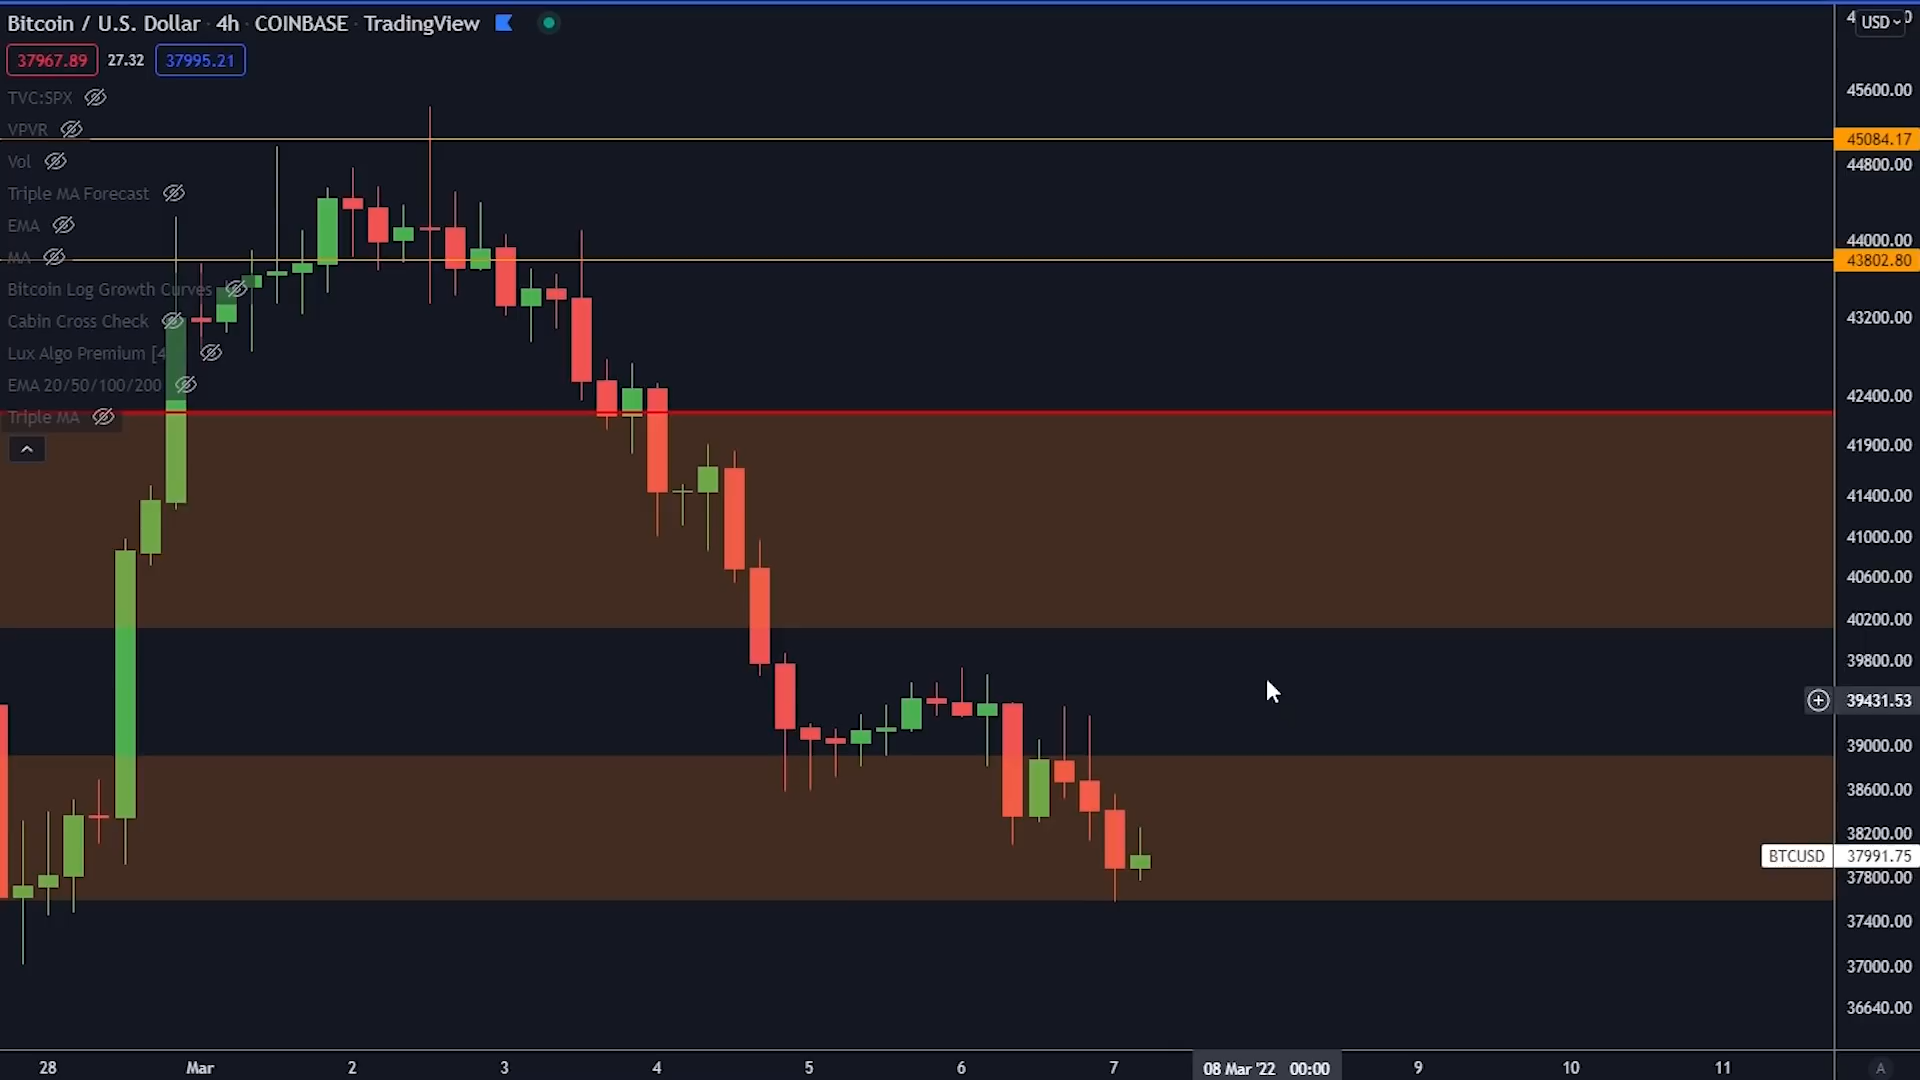 Bitcoin / U.S. Dollar · 4h · COINBASE · TradingView
37967.89 27.32 37995.21
TVC:SPX
VPVR
Vol
Triple MA Forecast
EMA
MA
Bitcoin Log Growth Curves
Cabin Cross Check
Lux Algo Premium [4
EMA 20/50/100/200
Triple MA
USD
45600.00
45084.17
44800.00
44000.00
43802.80
43200.00
42400.00
41900.00
41400.00
41000.00
40600.00
40200.00
39800.00
39431.53
39000.00
38600.00
38200.00
BTCUSD 37991.75
37800.00
37400.00
37000.00
36640.00
28 Mar 2 3 4 5 6 7 08 Mar '22 00:00 9 10 11 A